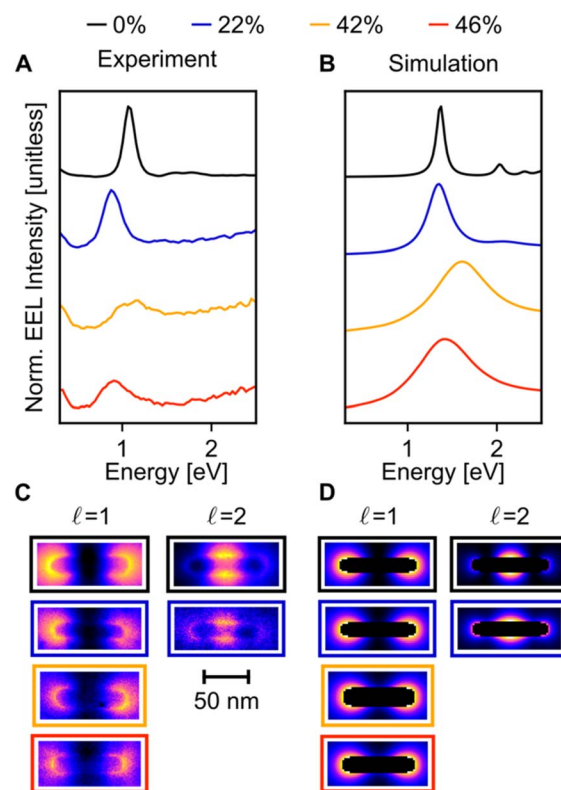 0% 22% 42% 46%
A Experiment B Simulation
Norm. EEL Intensity [unitless]
1 2 1 2
Energy [eV] Energy [eV]
C D
ℓ=1 ℓ=2 ℓ=1 ℓ=2
50 nm